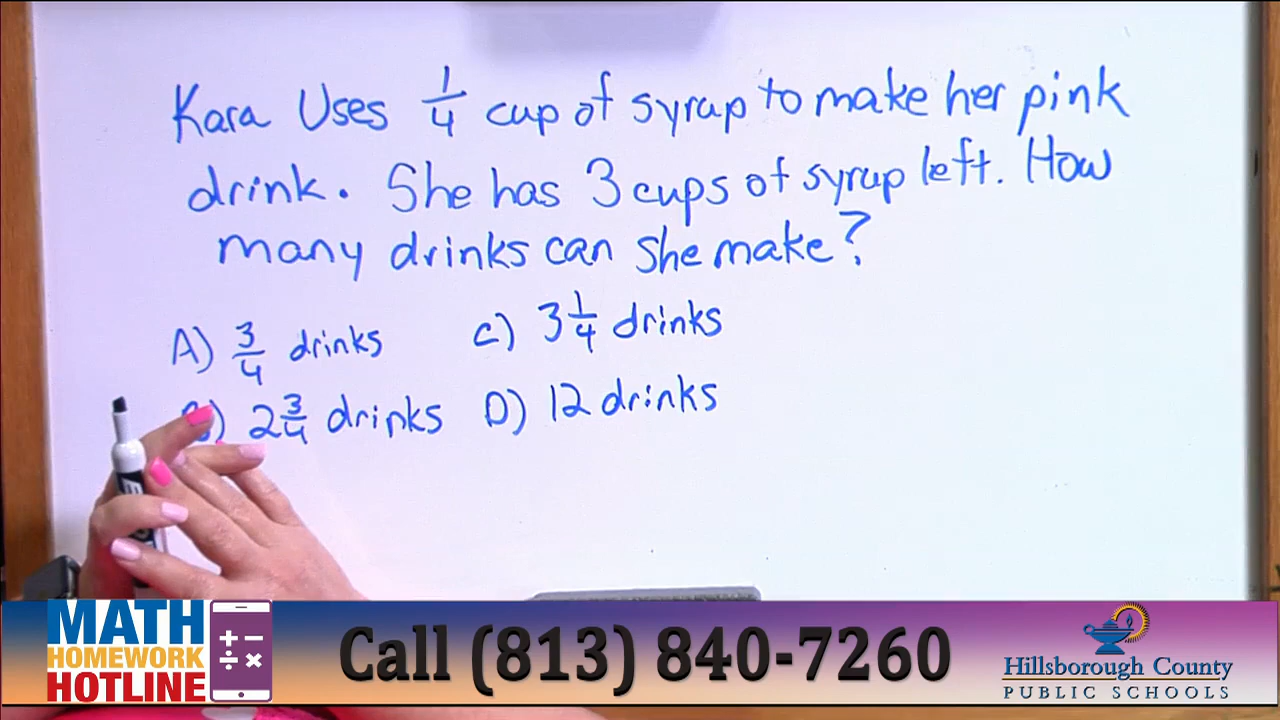 Kara Uses 1/4 cup of syrup to make her pink
drink. She has 3 cups of syrup left. How
many drinks can she make?
A) 3/4 drinks C) 3 1/4 drinks
2 3/4 drinks D) 12 drinks
MATH
HOMEWORK
HOTLINE
+ −
÷ ×
Call (813) 840-7260
Hillsborough County
PUBLIC SCHOOLS